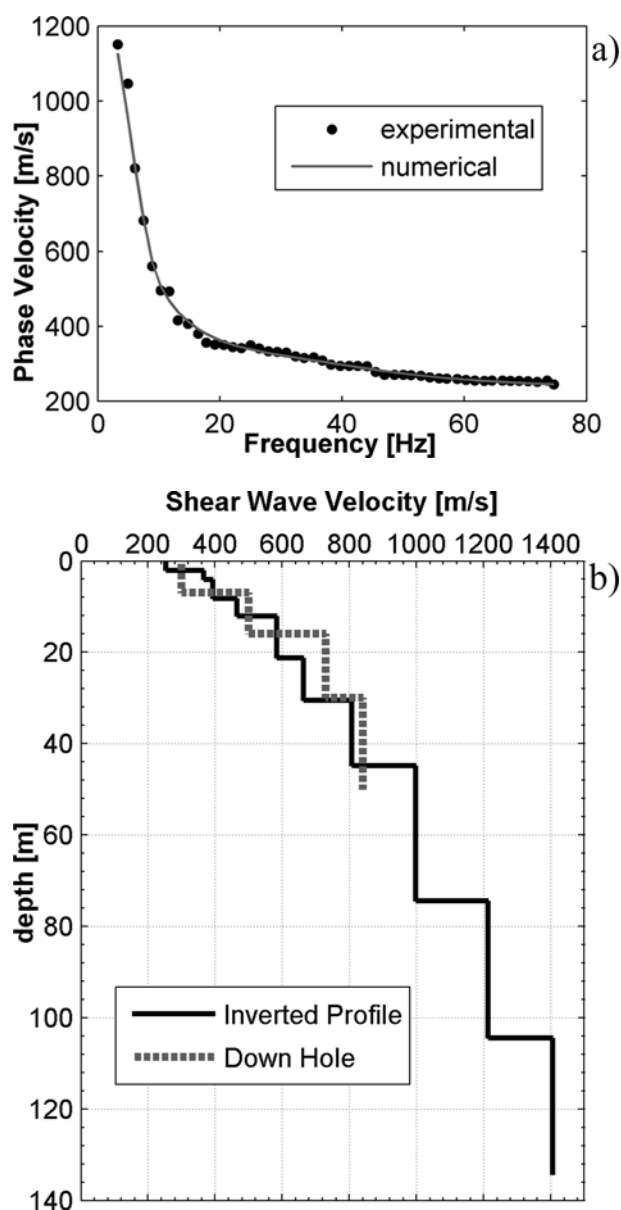 1200
a)
1000
800
600
400
200
Phase Velocity [m/s]
experimental
numerical
0 20 40 60 80
Frequency [Hz]
Shear Wave Velocity [m/s]
0 200 400 600 800 1000 1200 1400
b)
0
20
40
60
80
100
120
140
depth [m]
Inverted Profile
Down Hole